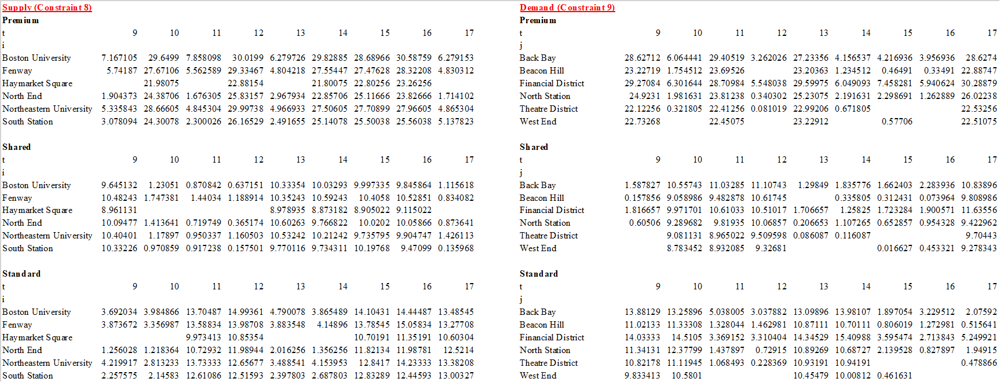 Supply (Constraint 8) Demand (Constraint 9)
Premium Premium
t 9 10 11 12 13 14 15 16 17 t 9 10 11 12 13 14 15 16 17
i j
Boston University 7.167105 29.6499 7.858098 30.0199 6.279726 29.82885 28.68966 30.58759 6.279153 Back Bay 28.62712 6.064441 29.40519 3.262026 27.23356 4.156537 4.216936 3.956936 28.6274
Fenway 5.74187 27.67106 5.562589 29.33467 4.804218 27.55447 27.47628 28.32208 4.830312 Beacon Hill 23.22719 1.754512 23.69526 23.20363 1.234512 0.46491 0.33491 22.88747
Haymarket Square 21.98075 22.88154 21.80075 22.80256 23.26256 Financial District 29.27084 6.301644 28.70984 5.548038 29.59975 6.049093 7.458281 5.940624 30.28879
North End 1.904373 24.38706 1.676305 25.83157 2.967934 22.85706 25.11666 23.82666 1.714102 North Station 24.9231 1.981631 23.81238 0.340302 25.23075 2.191631 2.298691 1.262889 26.02238
Northeastern University 5.335843 28.66605 4.845304 29.99738 4.966933 27.50605 27.70899 27.96605 4.865304 Theatre District 22.12256 0.321805 22.41256 0.081019 22.99206 0.671805 22.53256
South Station 3.078094 24.30078 2.300026 26.16529 2.491655 25.14078 25.50038 25.56038 5.137823 West End 22.73268 22.45075 23.22912 0.57706 22.51075
Shared Shared
t 9 10 11 12 13 14 15 16 17 t 9 10 11 12 13 14 15 16 17
i j
Boston University 9.645132 1.23051 0.870842 0.637151 10.33354 10.03293 9.997335 9.845864 1.115618 Back Bay 1.587827 10.55743 11.03285 11.10743 1.29849 1.835776 1.662403 2.283936 10.83896
Fenway 10.48243 1.747381 1.44034 1.188914 10.35243 10.59243 10.4058 10.52851 0.834082 Beacon Hill 0.157856 9.058986 9.482878 10.61745 0.335805 0.312431 0.073964 9.808986
Haymarket Square 8.961131 8.978935 8.873182 8.905022 9.115022 Financial District 1.816657 9.971701 10.61033 10.51017 1.706657 1.25825 1.723284 1.900571 11.63556
North End 10.09477 1.413641 0.719749 0.365174 10.60263 9.766822 10.0202 10.05866 0.873641 North Station 0.60506 9.289682 9.81935 10.06857 0.206653 1.107265 0.652857 0.954328 9.422962
Northeastern University 10.40401 1.17897 0.950337 1.160503 10.53242 10.21242 9.735795 9.904747 1.426113 Theatre District 9.081131 8.965022 9.509598 0.086087 0.116087 9.70443
South Station 10.33226 0.970859 0.917238 0.157501 9.770116 9.734311 10.19768 9.47099 0.135968 West End 8.783452 8.932085 9.32681 0.016627 0.453321 9.278343
Standard Standard
t 9 10 11 12 13 14 15 16 17 t 9 10 11 12 13 14 15 16 17
i j
Boston University 3.692034 3.984866 13.70487 14.99361 4.790078 3.865489 14.10431 14.44487 13.48545 Back Bay 13.88129 13.25896 5.038005 3.037882 13.09896 13.98107 1.897054 3.229512 2.07592
Fenway 3.873672 3.356987 13.58834 13.98708 3.883548 4.14896 13.78545 15.05834 13.27708 Beacon Hill 11.02133 11.33308 1.328044 1.462981 10.87111 10.70111 0.806019 1.272981 0.515641
Haymarket Square 9.973413 10.85354 10.70191 11.35191 10.60304 Financial District 14.03333 14.5105 3.369152 3.310404 14.34529 15.40988 3.595474 2.713843 5.249921
North End 1.256028 1.218364 10.72932 11.98944 2.016256 1.356256 11.82134 11.98781 12.5214 North Station 11.34131 12.37799 1.437897 0.72915 10.89269 10.68727 2.139528 0.827897 1.94915
Northeastern University 4.219917 2.813233 13.73333 12.65677 3.488541 4.153953 12.8417 14.23333 13.38208 Theatre District 10.82178 11.11945 1.068493 0.228369 10.93191 10.94191 0.478866
South Station 2.257575 2.14583 12.61086 12.51593 2.397803 2.687803 12.83289 12.44593 13.00327 West End 9.833413 10.5801 10.45479 10.00812 0.461631